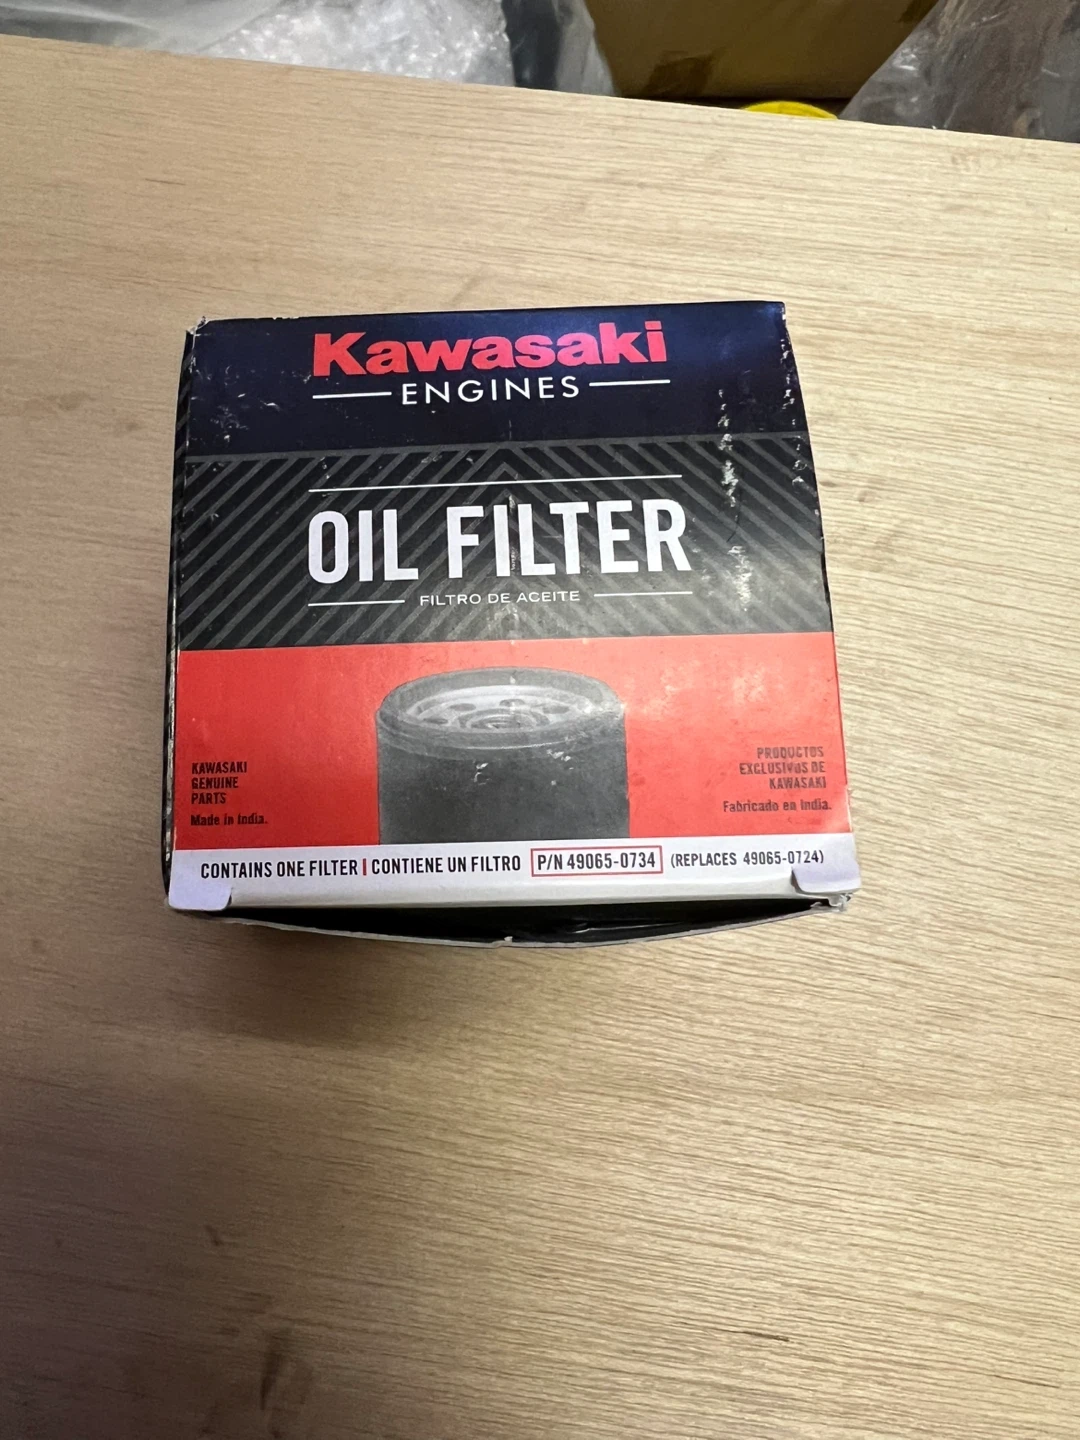 Kawasaki
ENGINES
OIL FILTER
FILTRO DE ACEITE
KAWASAKI
GENUINE
PARTS
Made in India.
PRODUCTOS
EXCLUSIVOS DE
KAWASAKI
Fabricado en India.
CONTAINS ONE FILTER | CONTIENE UN FILTRO P/N 49065-0734 (REPLACES 49065-0724)